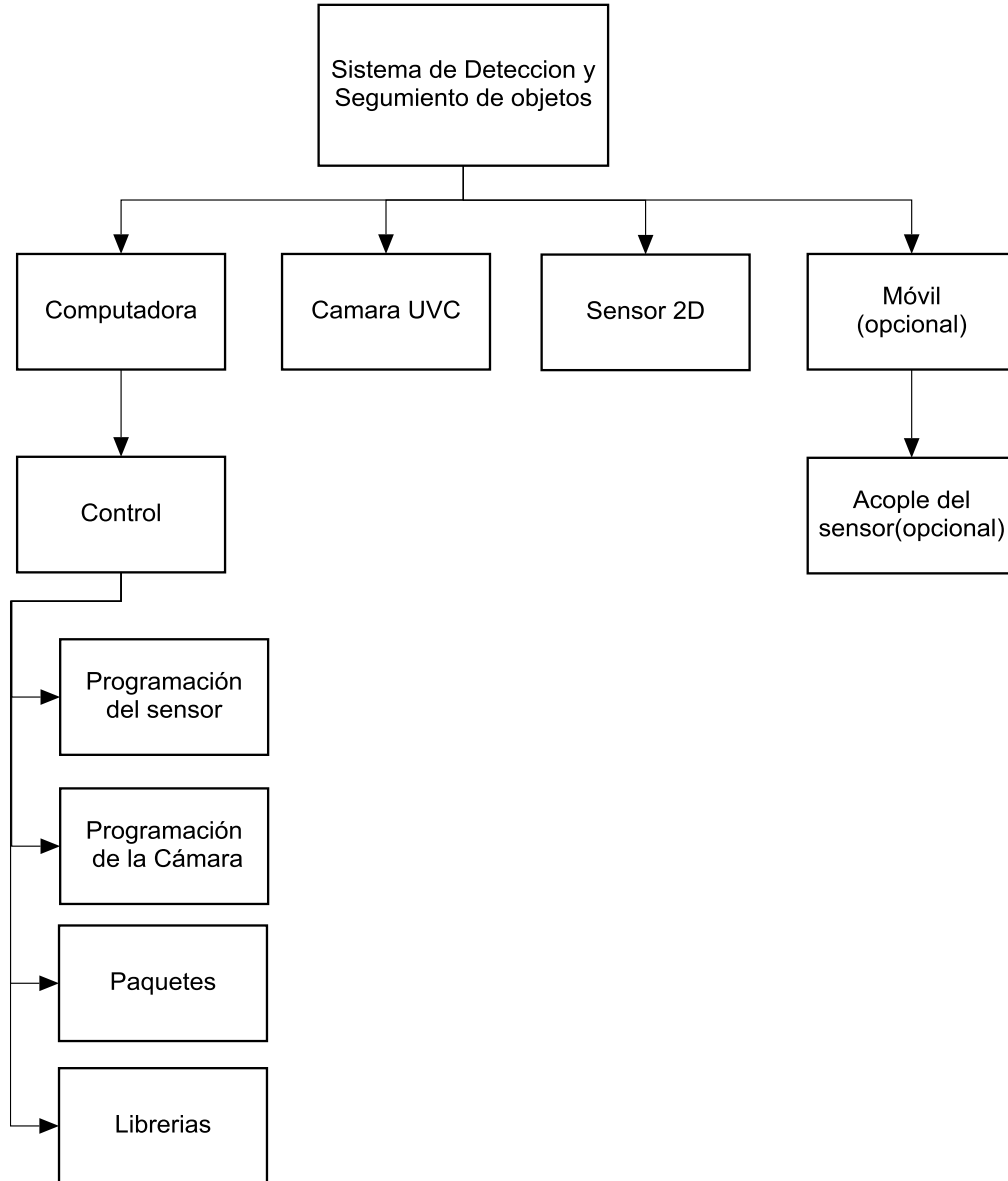 Sistema de Deteccion y
Segumiento de objetos
Computadora
Camara UVC
Sensor 2D
Móvil
(opcional)
Control
Acople del
sensor(opcional)
Programación
del sensor
Programación
de la Cámara
Paquetes
Librerias